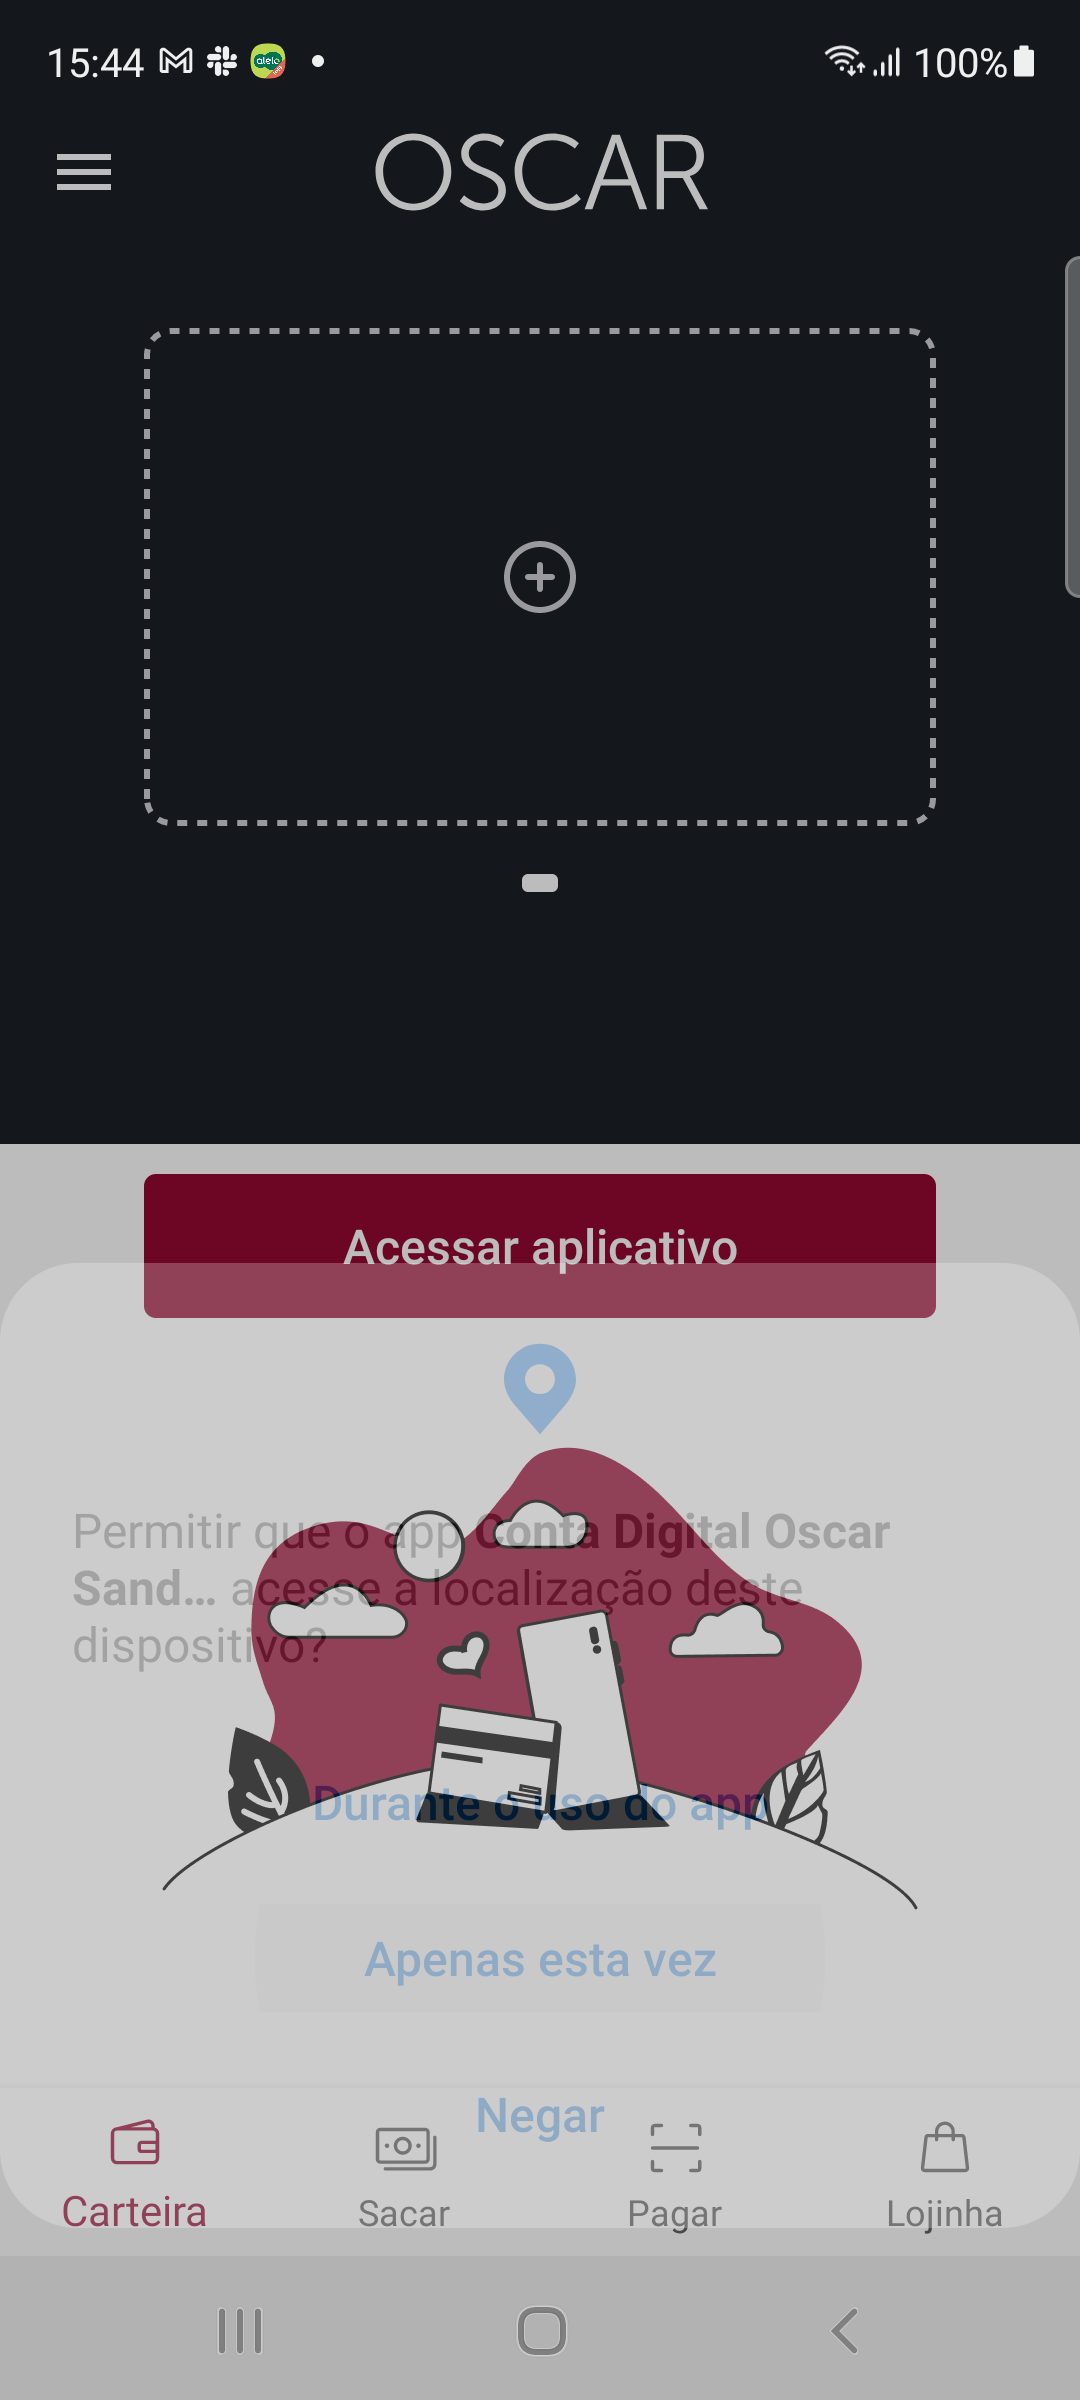 15:44
alelo
100%
OSCAR
Acessar aplicativo
Permitir que o app Conta Digital Oscar
Sand... acesse a localização deste
dispositivo?
Durante o uso do app
Apenas esta vez
Negar
Carteira
Sacar
Pagar
Lojinha